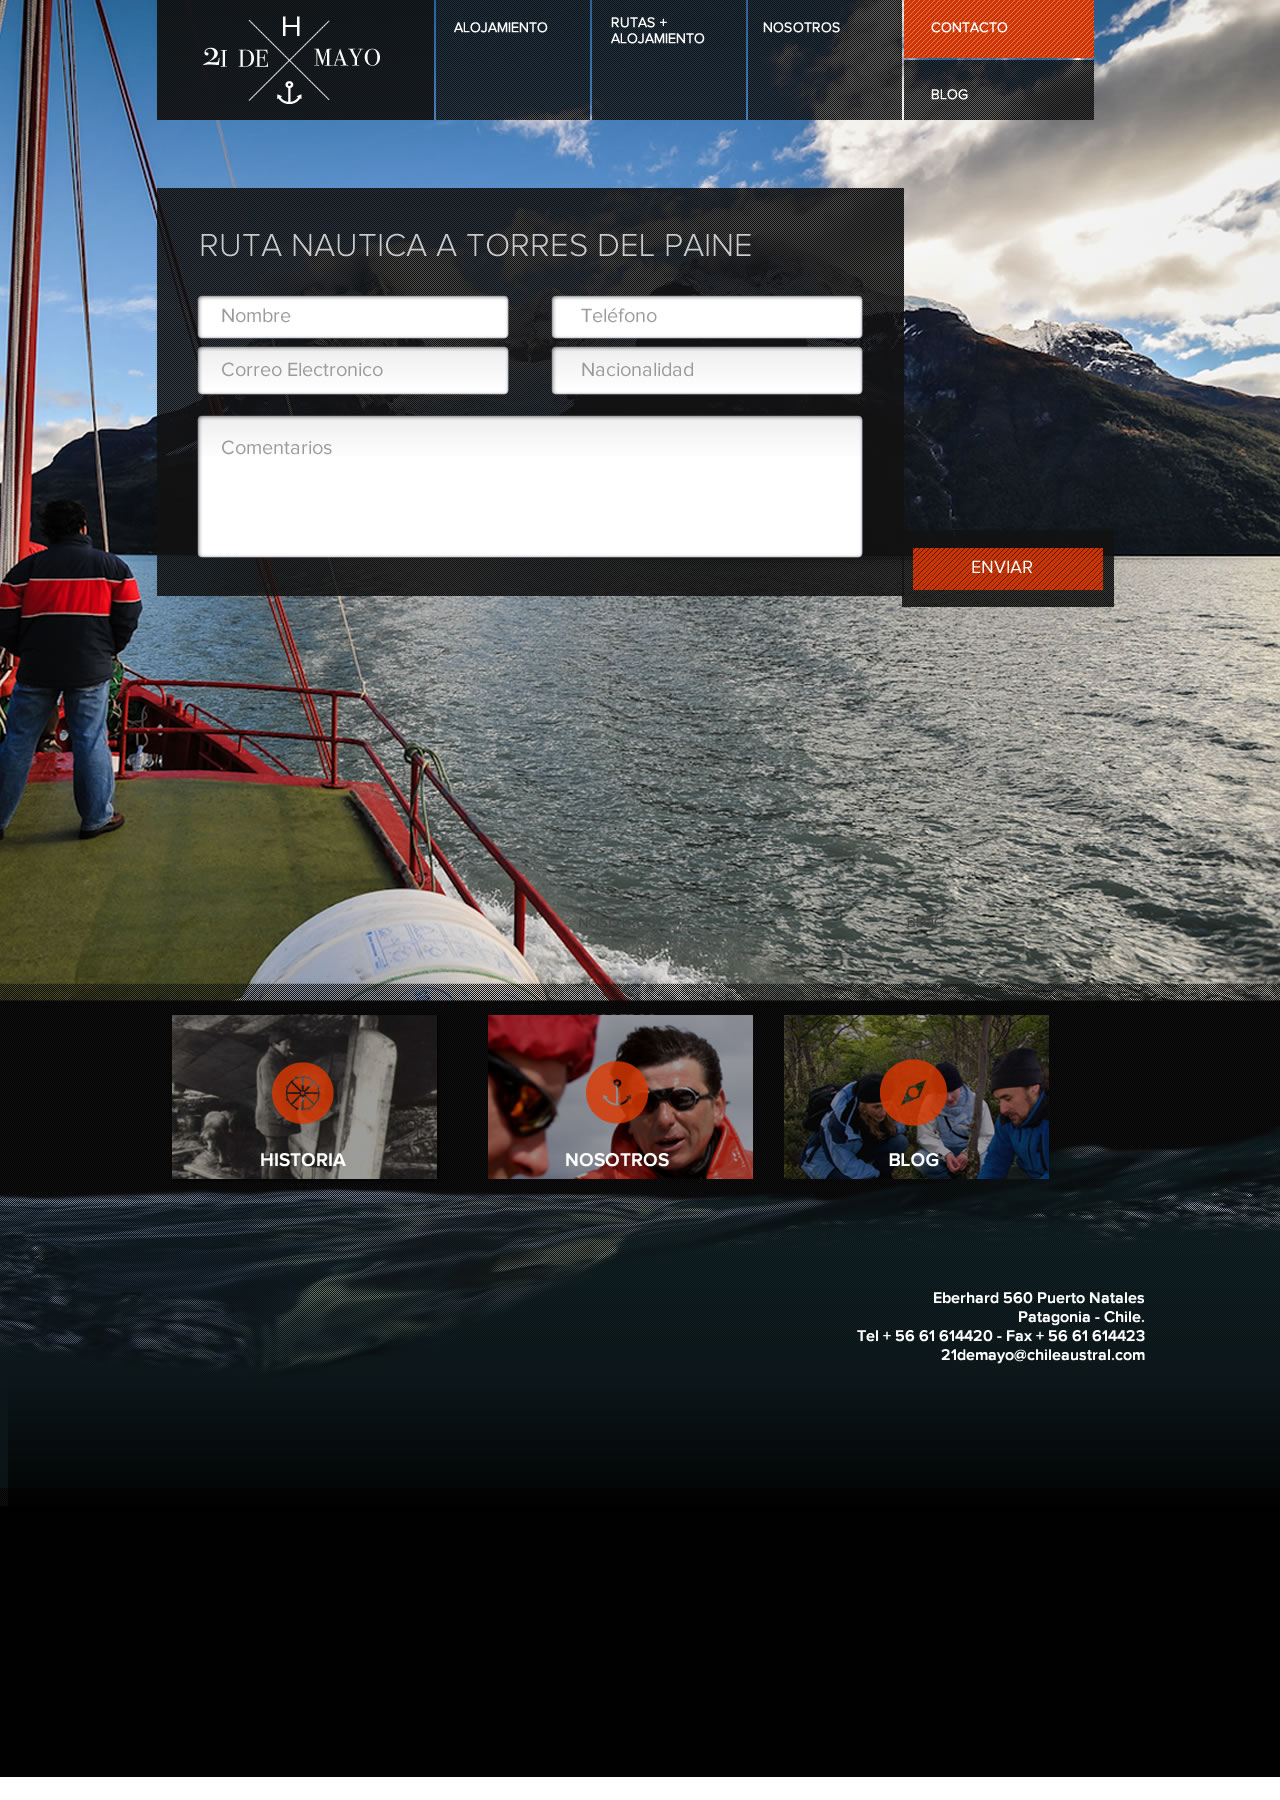 H
21 DE MAYO
ALOJAMIENTO
RUTAS +
ALOJAMIENTO
NOSOTROS
CONTACTO
BLOG
RUTA NAUTICA A TORRES DEL PAINE
Nombre
Teléfono
Correo Electronico
Nacionalidad
Comentarios
ENVIAR
HISTORIA
NOSOTROS
BLOG
Eberhard 560 Puerto Natales
Patagonia - Chile.
Tel + 56 61 614420 - Fax + 56 61 614423
21demayo@chileaustral.com